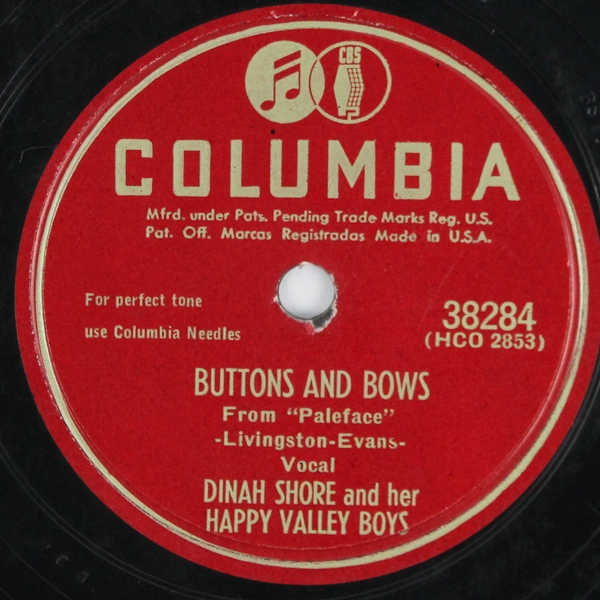 CBS
COLUMBIA
Mfrd. under Pats. Pending Trade Marks Reg. U.S.
Pat. Off. Marcas Registradas Made in U.S.A.
For perfect tone
use Columbia Needles
38284
(HCO 2853)
BUTTONS AND BOWS
From "Paleface"
-Livingston-Evans-
Vocal
DINAH SHORE and her
HAPPY VALLEY BOYS